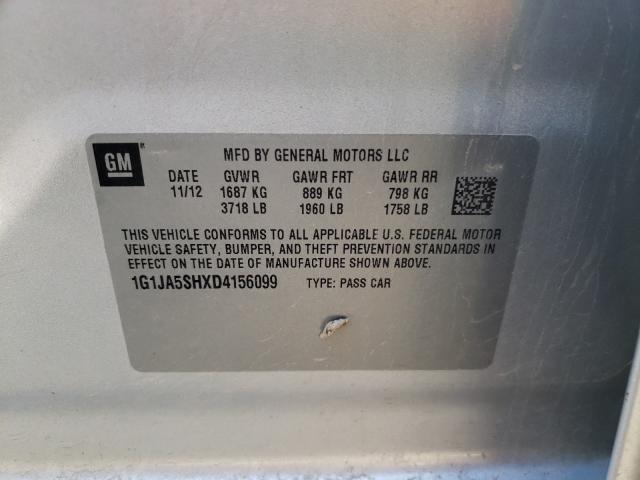 GM
MFD BY GENERAL MOTORS LLC
DATE GVWR GAWR FRT GAWR RR
11/12 1687 KG 889 KG 798 KG
3718 LB 1960 LB 1758 LB
THIS VEHICLE CONFORMS TO ALL APPLICABLE U.S. FEDERAL MOTOR
VEHICLE SAFETY, BUMPER, AND THEFT PREVENTION STANDARDS IN
EFFECT ON THE DATE OF MANUFACTURE SHOWN ABOVE.
1G1JA5SHXD4156099 TYPE: PASS CAR